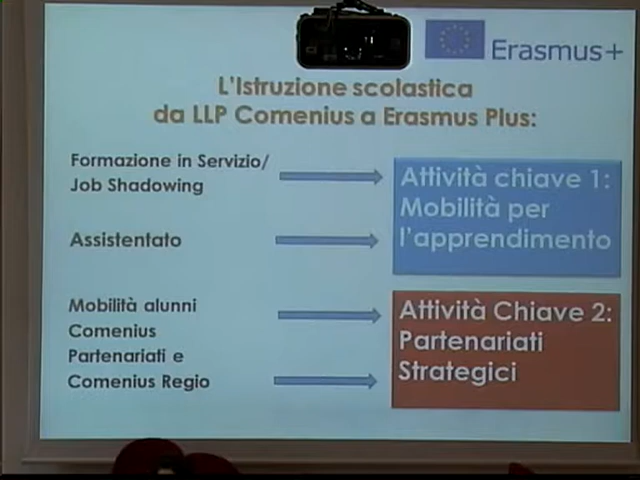 Erasmus+
L'Istruzione scolastica
da LLP Comenius a Erasmus Plus:
Formazione in Servizio/
Job Shadowing
Assistentato
Mobilità alunni
Comenius
Partenariati e
Comenius Regio
Attività chiave 1:
Mobilità per
l'apprendimento
Attività Chiave 2:
Partenariati
Strategici